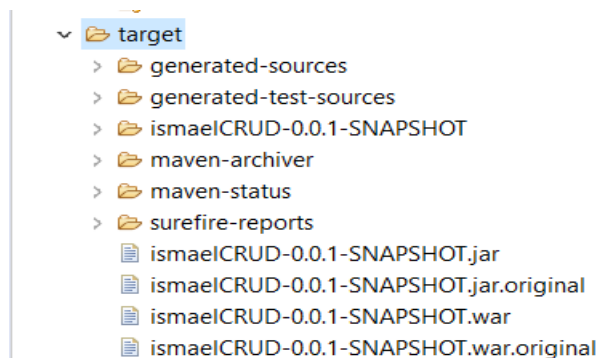 target
generated-sources
generated-test-sources
ismaelCRUD-0.0.1-SNAPSHOT
maven-archiver
maven-status
surefire-reports
ismaelCRUD-0.0.1-SNAPSHOT.jar
ismaelCRUD-0.0.1-SNAPSHOT.jar.original
ismaelCRUD-0.0.1-SNAPSHOT.war
ismaelCRUD-0.0.1-SNAPSHOT.war.original